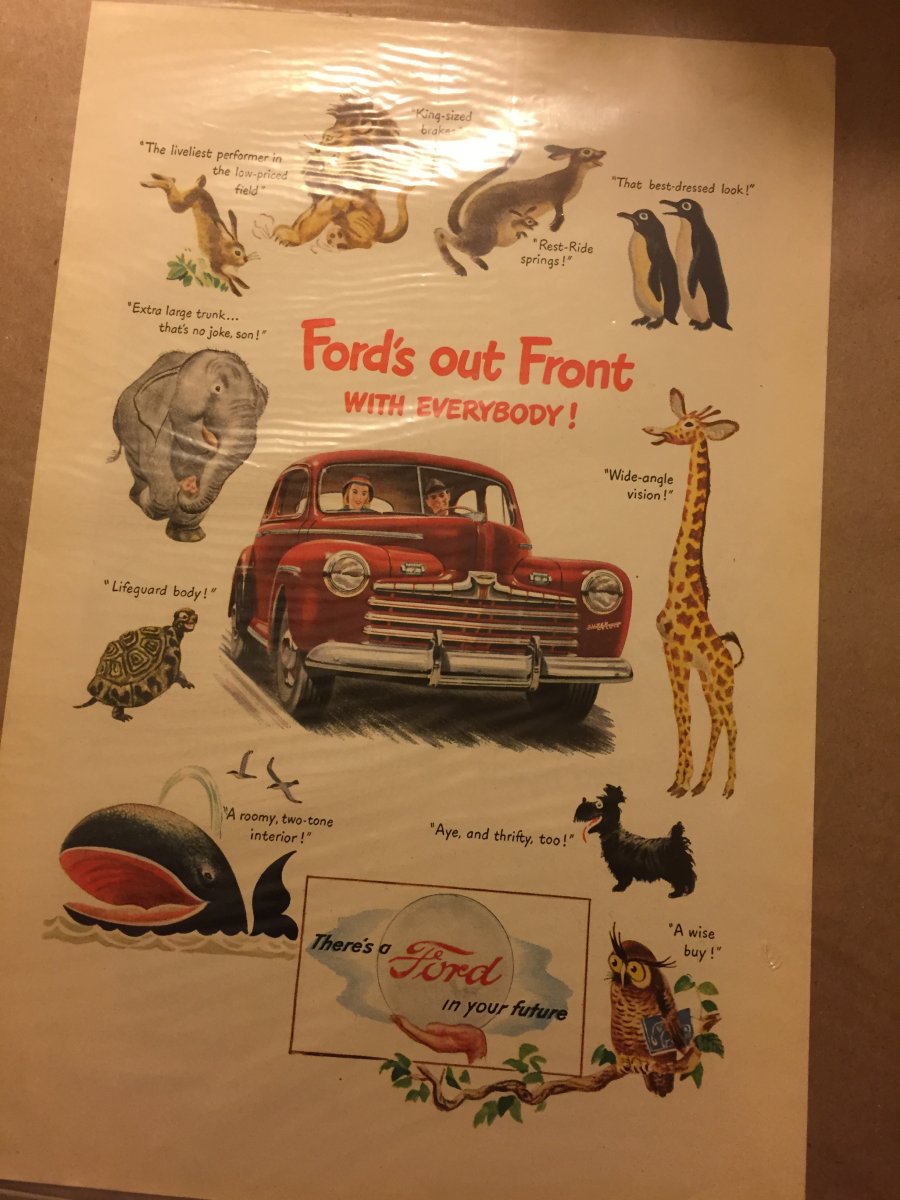 "King-sized
brakes
"The liveliest performer in
the low-priced
field"
"That best-dressed look!"
"Rest-Ride
springs!"
"Extra large trunk...
that's no joke, son!"
Ford's out Front
WITH EVERYBODY!
"Wide-angle
vision!"
"Lifeguard body!"
"A roomy, two-tone
interior!"
"Aye, and thrifty, too!"
"A wise
buy!"
There's a
Ford
in your future